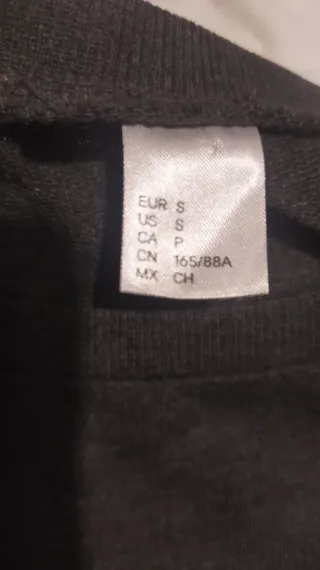 EUR S
US S
CA P
CN 165/88A
MX CH